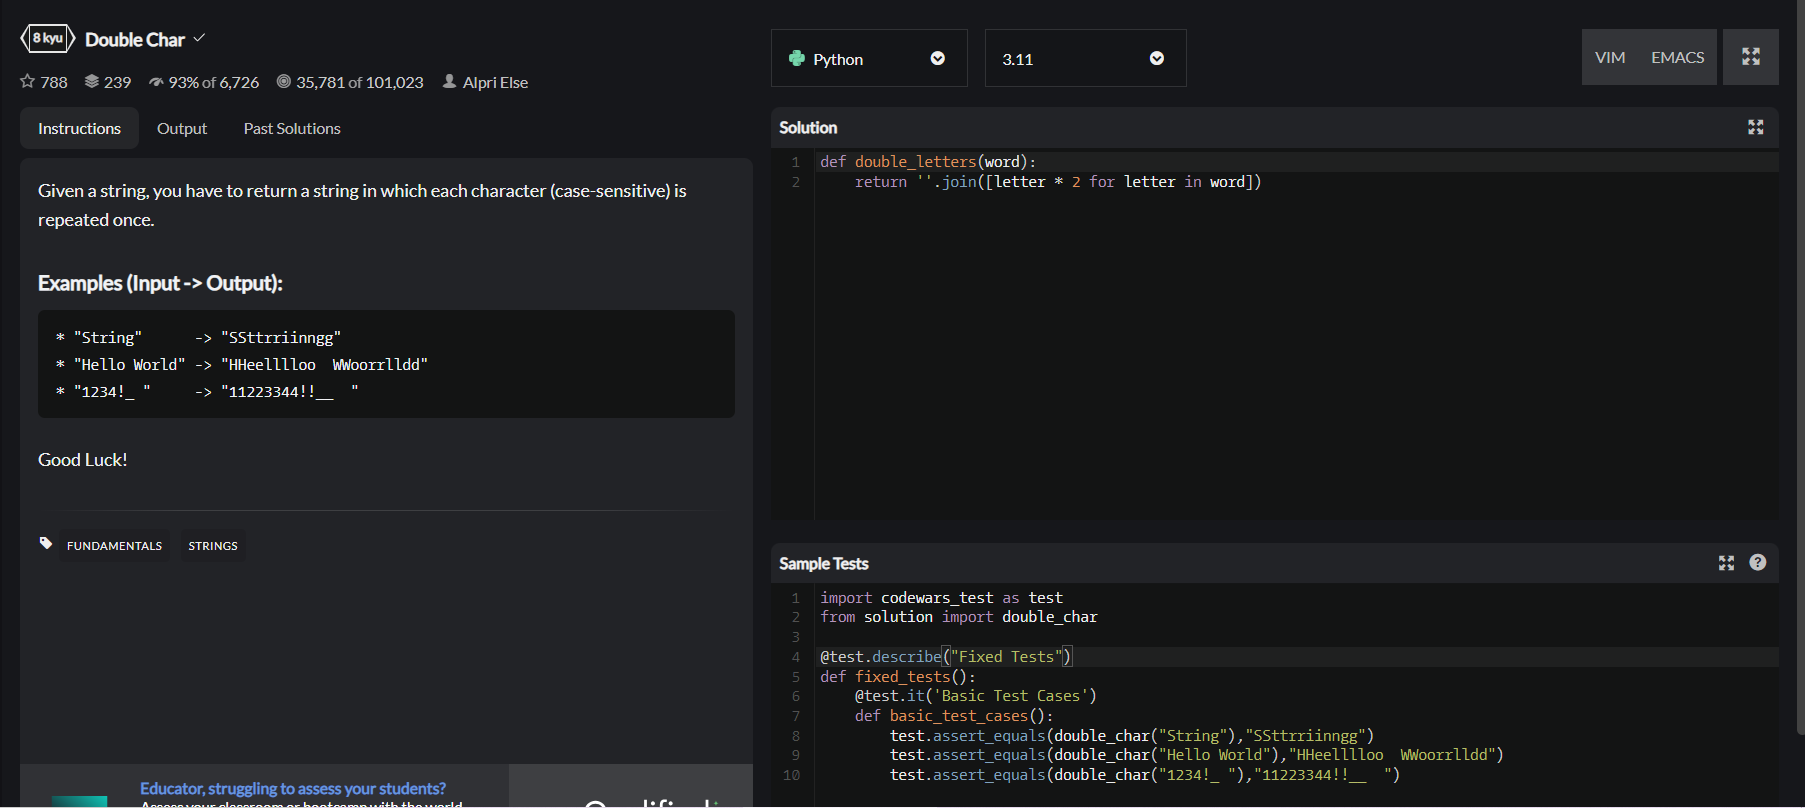 8 kyu Double Char
788 239 93% of 6,726 35,781 of 101,023 Alpri Else
Instructions Output Past Solutions
Given a string, you have to return a string in which each character (case-sensitive) is
repeated once.
Examples (Input -> Output):
* "String"      -> "SSttrriinngg"
* "Hello World" -> "HHeelllloo  WWoorrlldd"
* "1234!_ "     -> "11223344!!__  "
Good Luck!
FUNDAMENTALS STRINGS
Educator, struggling to assess your students?
Assess your classroom or bootcamp with the world
Python 3.11 VIM EMACS
Solution
1 def double_letters(word):
2     return ''.join([letter * 2 for letter in word])
Sample Tests
1 import codewars_test as test
2 from solution import double_char
3
4 @test.describe("Fixed Tests")
5 def fixed_tests():
6     @test.it('Basic Test Cases')
7     def basic_test_cases():
8         test.assert_equals(double_char("String"),"SSttrriinngg")
9         test.assert_equals(double_char("Hello World"),"HHeelllloo  WWoorrlldd")
10         test.assert_equals(double_char("1234!_ "),"11223344!!__  ")